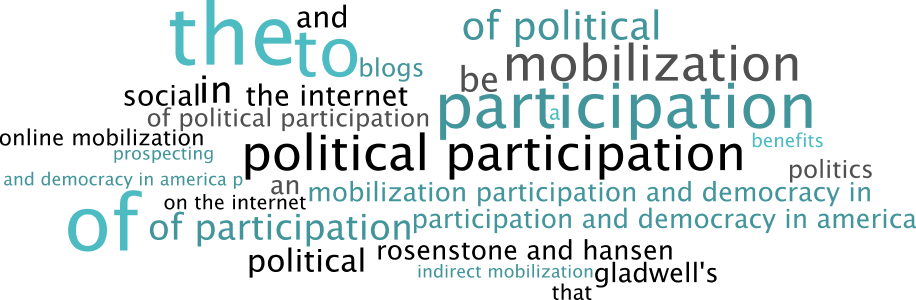 the
and
to
blogs
of political
be
mobilization
social
in
the internet
of political participation
participation
a
online mobilization
prospecting
political participation
benefits
politics
and democracy in america p
an
mobilization participation and democracy in
on the internet
of
of participation
participation and democracy in america
political
rosenstone and hansen
indirect mobilization
gladwell's
that